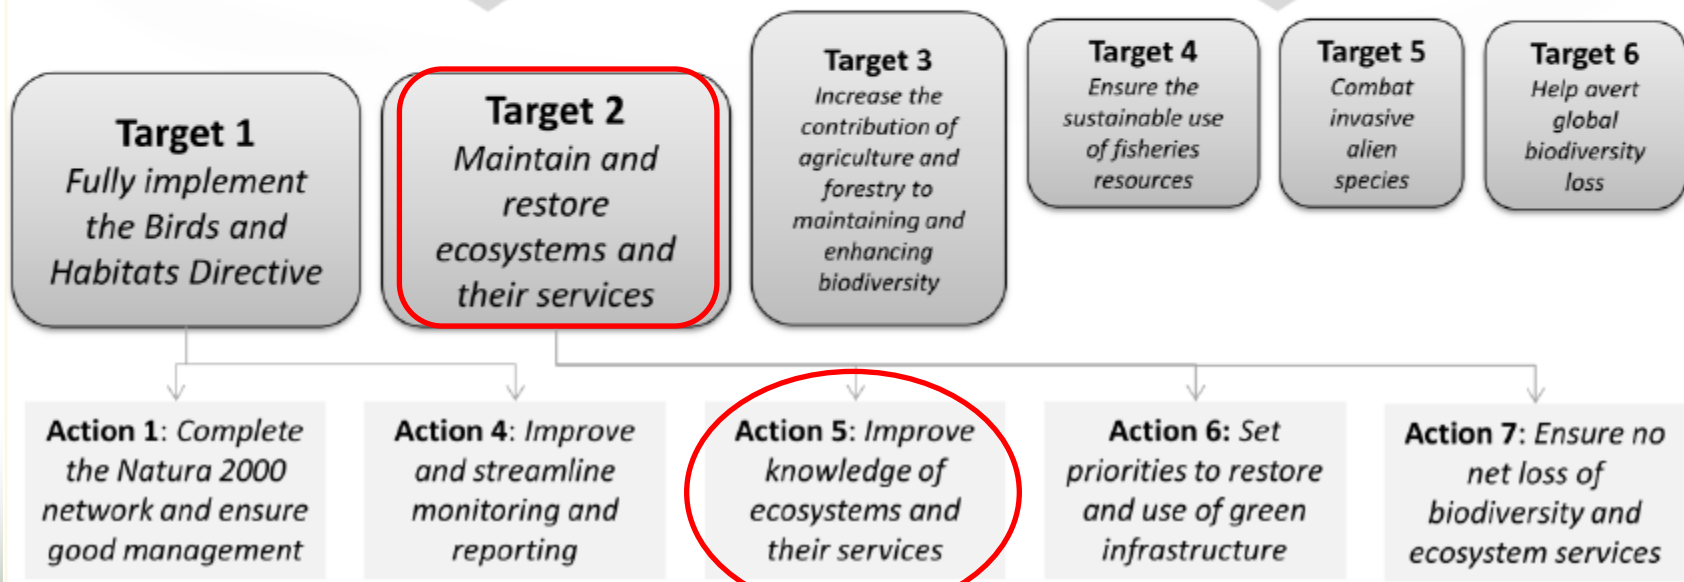 Target 1
Fully implement
the Birds and
Habitats Directive
Target 2
Maintain and
restore
ecosystems and
their services
Target 3
Increase the
contribution of
agriculture and
forestry to
maintaining and
enhancing
biodiversity
Target 4
Ensure the
sustainable use
of fisheries
resources
Target 5
Combat
invasive
alien
species
Target 6
Help avert
global
biodiversity
loss
Action 1: Complete
the Natura 2000
network and ensure
good management
Action 4: Improve
and streamline
monitoring and
reporting
Action 5: Improve
knowledge of
ecosystems and
their services
Action 6: Set
priorities to restore
and use of green
infrastructure
Action 7: Ensure no
net loss of
biodiversity and
ecosystem services